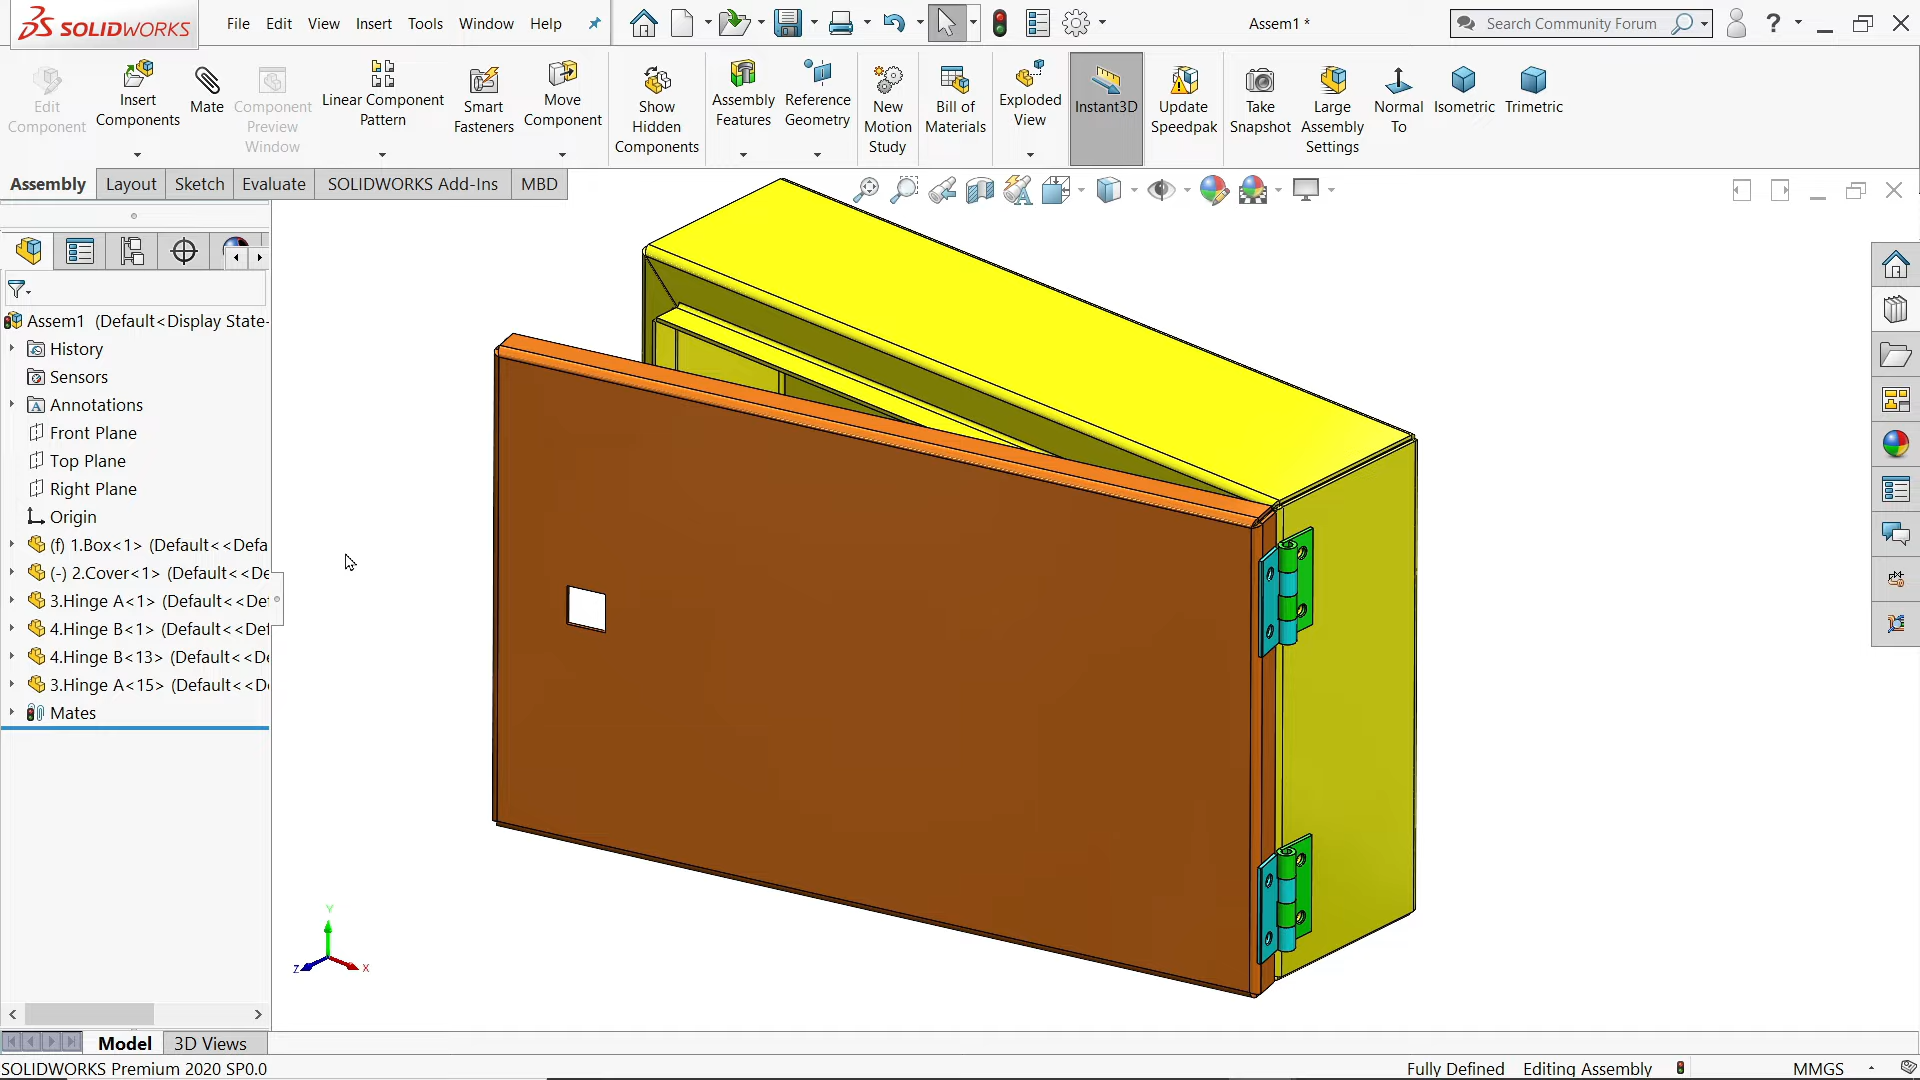 SOLIDWORKS
File Edit View Insert Tools Window Help
Assem1 *
Search Community Forum
?
Edit Component
Insert Components
Mate
Component Preview Window
Linear Component Pattern
Smart Fasteners
Move Component
Show Hidden Components
Assembly Features
Reference Geometry
New Motion Study
Bill of Materials
Exploded View
Instant3D
Update Speedpak
Take Snapshot
Large Assembly Settings
Normal To
Isometric
Trimetric
Assembly Layout Sketch Evaluate SOLIDWORKS Add-Ins MBD
Assem1 (Default<Display State-
History
Sensors
Annotations
Front Plane
Top Plane
Right Plane
Origin
(f) 1.Box<1> (Default<<Defa
(-) 2.Cover<1> (Default<<De
3.Hinge A<1> (Default<<Def
4.Hinge B<1> (Default<<Def
4.Hinge B<13> (Default<<De
3.Hinge A<15> (Default<<De
Mates
Y
Z
X
Model 3D Views
SOLIDWORKS Premium 2020 SP0.0
Fully Defined Editing Assembly MMGS